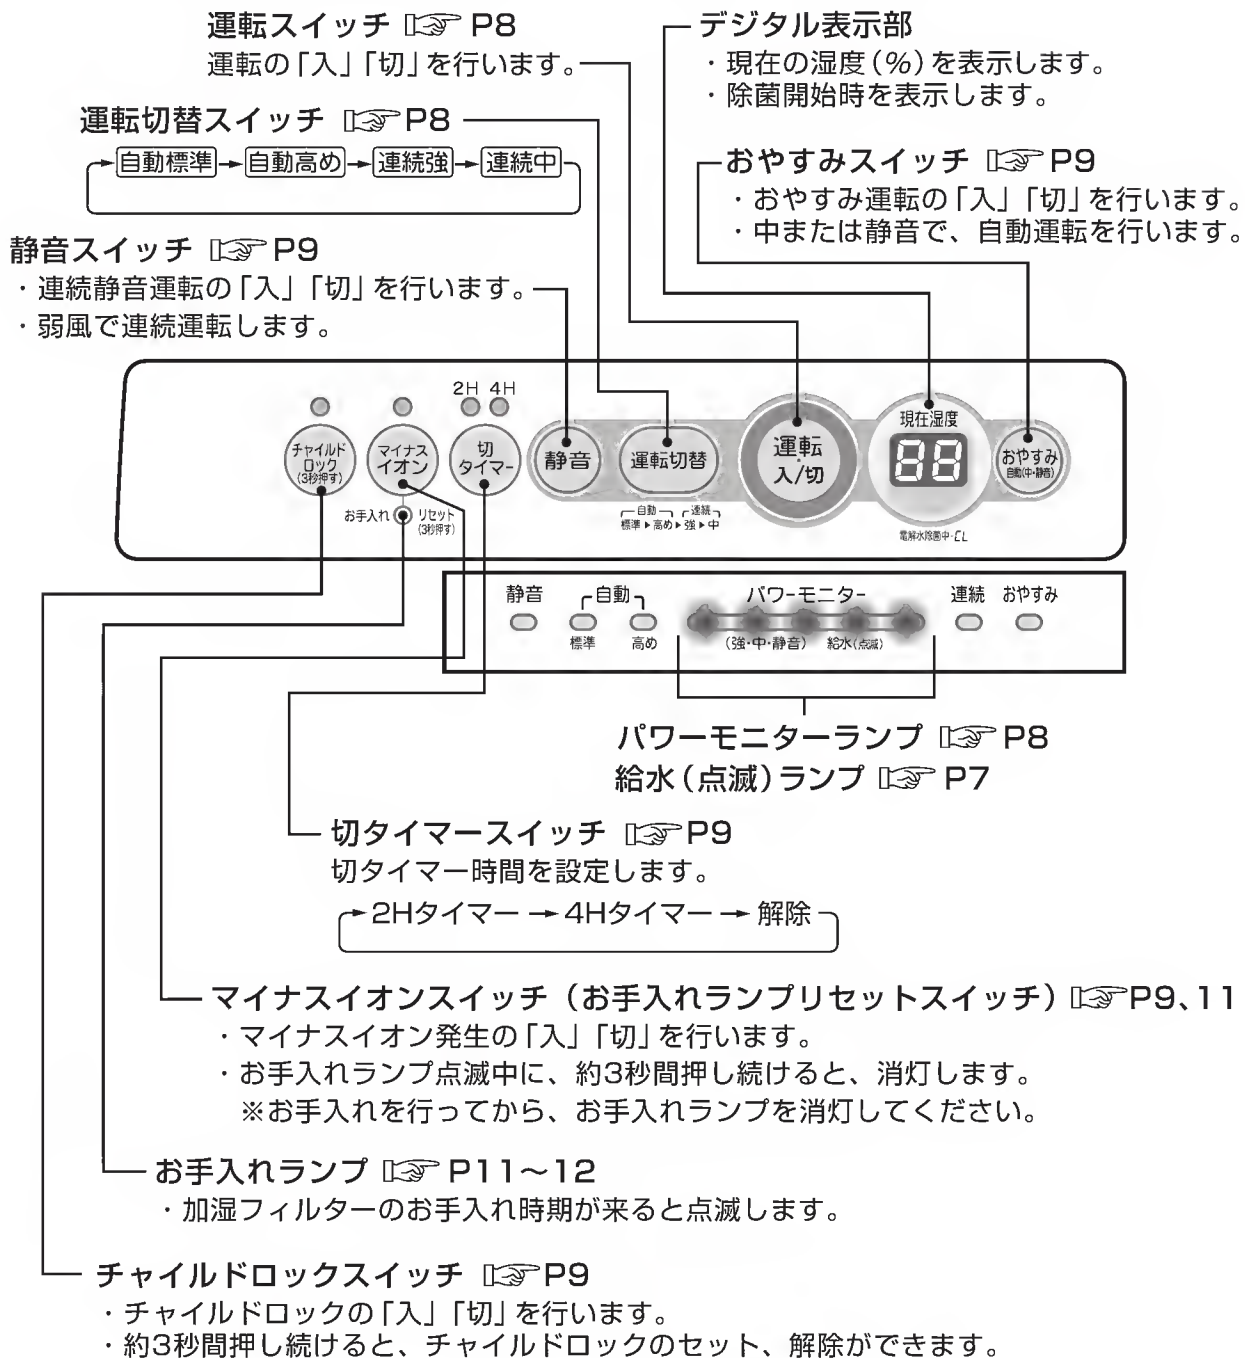 運転スイッチ ☞ P8
運転の「入」「切」を行います。
デジタル表示部
・現在の湿度(%)を表示します。
・除菌開始時を表示します。
運転切替スイッチ ☞ P8
自動標準→自動高め→連続強→連続中
おやすみスイッチ ☞ P9
・おやすみ運転の「入」「切」を行います。
・中または静音で、自動運転を行います。
静音スイッチ ☞ P9
・連続静音運転の「入」「切」を行います。
・弱風で連続運転します。
2H 4H
チャイルド
ロック
(3秒押す)
マイナス
イオン
切
タイマー
静音
運転切替
運転
入/切
現在湿度
88
おやすみ
自動(中・静音)
お手入れ リセット
(3秒押す)
自動 連続
標準▶高め▶強▶中
電解水除菌中・CL
静音 自動 パワーモニター 連続 おやすみ
標準 高め (強・中・静音) 給水(点滅)
パワーモニターランプ ☞ P8
給水(点滅)ランプ ☞ P7
切タイマースイッチ ☞ P9
切タイマー時間を設定します。
2Hタイマー→4Hタイマー→解除
マイナスイオンスイッチ(お手入れランプリセットスイッチ)☞ P9、11
・マイナスイオン発生の「入」「切」を行います。
・お手入れランプ点滅中に、約3秒間押し続けると、消灯します。
※お手入れを行ってから、お手入れランプを消灯してください。
お手入れランプ ☞ P11〜12
・加湿フィルターのお手入れ時期が来ると点滅します。
チャイルドロックスイッチ ☞ P9
・チャイルドロックの「入」「切」を行います。
・約3秒間押し続けると、チャイルドロックのセット、解除ができます。